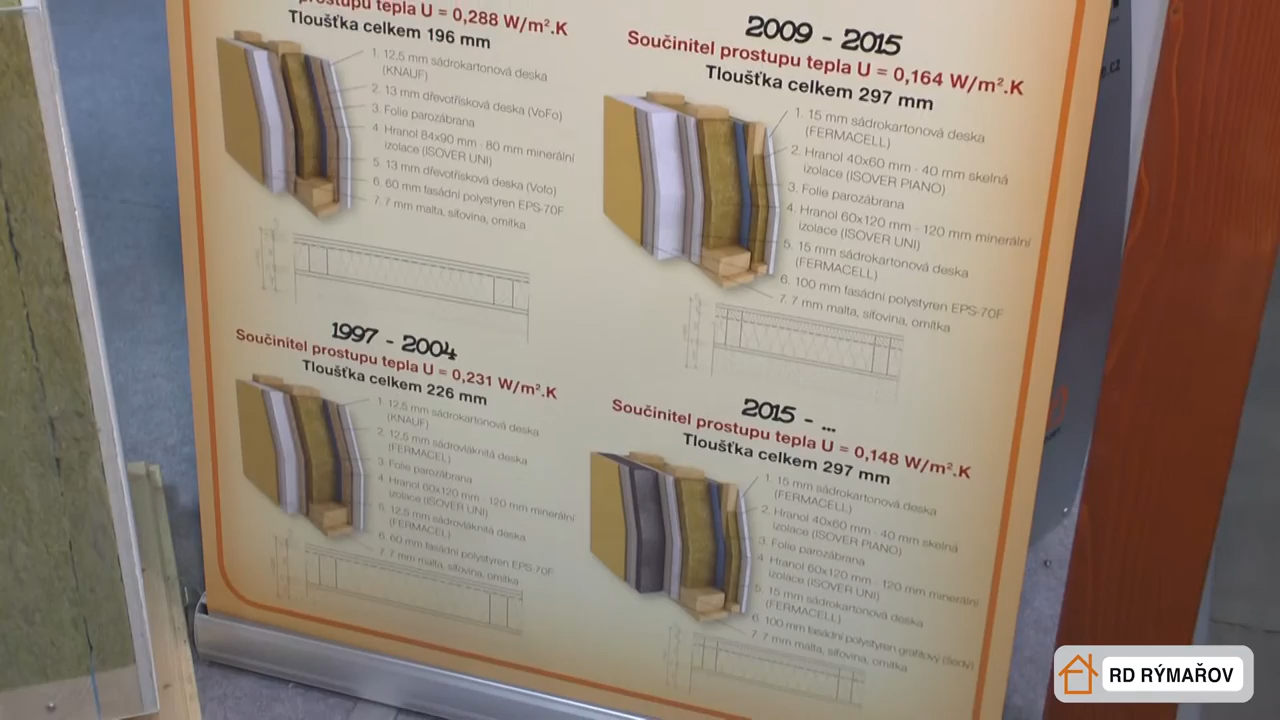 prostupu tepla U = 0,288 W/m².K
Tloušťka celkem 196 mm
1. 12,5 mm sádrokartonová deska
(KNAUF)
2. 13 mm dřevotřísková deska (VoFo)
3. Folie parozábrana
4. Hranol 84x90 mm - 80 mm minerální
izolace (ISOVER UNI)
5. 13 mm dřevotřísková deska (Vofo)
6. 60 mm fasádní polystyren EPS-70F
7. 7 mm malta, síťovina, omítka
1997 - 2004
Součinitel prostupu tepla U = 0,231 W/m².K
Tloušťka celkem 226 mm
1. 12,5 mm sádrokartonová deska
(KNAUF)
2. 12,5 mm sádrovláknitá deska
(FERMACEL)
3. Folie parozábrana
4. Hranol 60x120 mm - 120 mm minerální
izolace (ISOVER UNI)
5. 12,5 mm sádrovláknitá deska
(FERMACEL)
6. 60 mm fasádní polystyren EPS-70F
7. 7 mm malta, síťovina, omítka
2009 - 2015
Součinitel prostupu tepla U = 0,164 W/m².K
Tloušťka celkem 297 mm
1. 15 mm sádrokartonová deska
(FERMACELL)
2. Hranol 40x60 mm - 40 mm skelná
izolace (ISOVER PIANO)
3. Folie parozábrana
4. Hranol 60x120 mm - 120 mm minerální
izolace (ISOVER UNI)
5. 15 mm sádrokartonová deska
(FERMACELL)
6. 100 mm fasádní polystyren EPS-70F
7. 7 mm malta, síťovina, omítka
2015 - ...
Součinitel prostupu tepla U = 0,148 W/m².K
Tloušťka celkem 297 mm
1. 15 mm sádrokartonová deska
(FERMACELL)
2. Hranol 40x60 mm - 40 mm skelná
izolace (ISOVER PIANO)
3. Folie parozábrana
4. Hranol 60x120 mm - 120 mm minerální
izolace (ISOVER UNI)
5. 15 mm sádrokartonová deska
(FERMACELL)
6. 100 mm fasádní polystyren grafitový (šedý)
7. 7 mm malta, síťovina, omítka
RD RÝMAŘOV